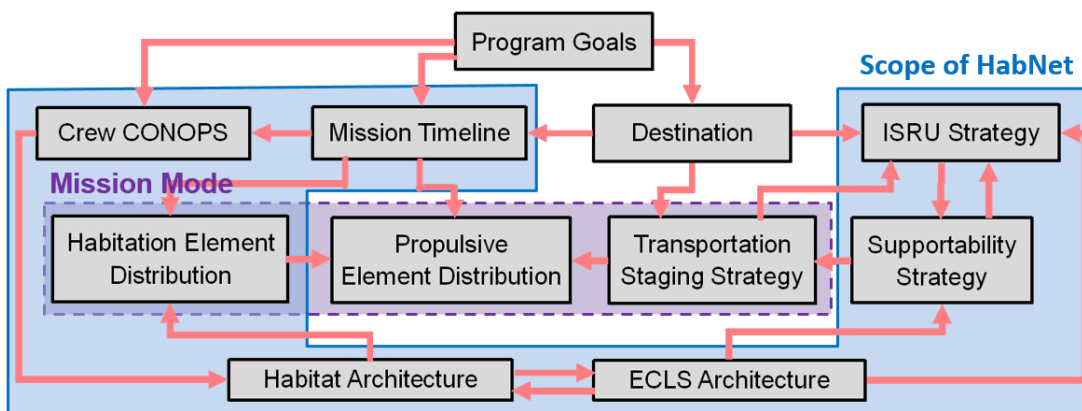 Program Goals
Scope of HabNet
Crew CONOPS
Mission Timeline
Destination
ISRU Strategy
Mission Mode
Habitation Element
Distribution
Propulsive
Element Distribution
Transportation
Staging Strategy
Supportability
Strategy
Habitat Architecture
ECLS Architecture